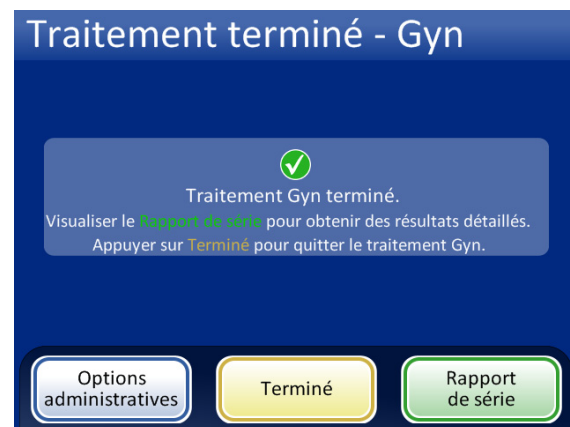 Traitement terminé - Gyn
Traitement Gyn terminé.
Visualiser le Rapport de série pour obtenir des résultats détaillés.
Appuyer sur Terminé pour quitter le traitement Gyn.
Options
administratives
Terminé
Rapport
de série